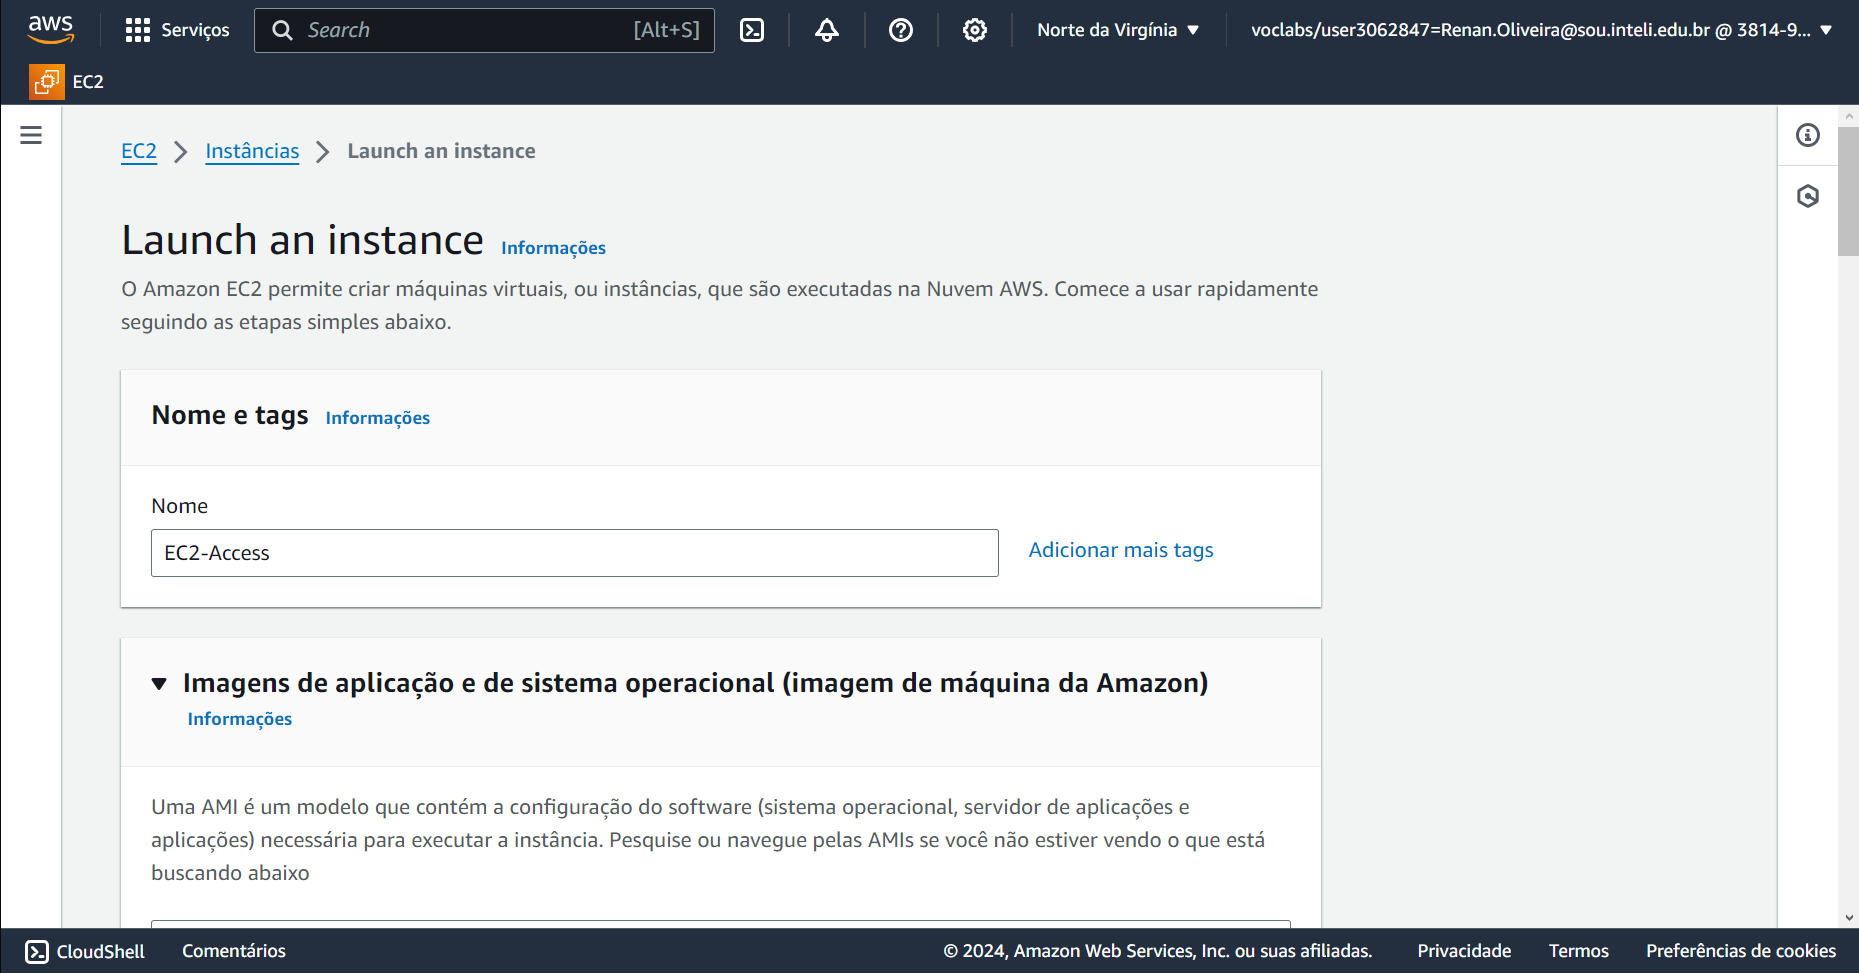 aws
Serviços
Search
[Alt+S]
Norte da Virgínia
voclabs/user3062847=Renan.Oliveira@sou.inteli.edu.br @ 3814-9...
EC2
EC2
Instâncias
Launch an instance
Launch an instance Informações
O Amazon EC2 permite criar máquinas virtuais, ou instâncias, que são executadas na Nuvem AWS. Comece a usar rapidamente
seguindo as etapas simples abaixo.
Nome e tags Informações
Nome
EC2-Access
Adicionar mais tags
Imagens de aplicação e de sistema operacional (imagem de máquina da Amazon)
Informações
Uma AMI é um modelo que contém a configuração do software (sistema operacional, servidor de aplicações e
aplicações) necessária para executar a instância. Pesquise ou navegue pelas AMIs se você não estiver vendo o que está
buscando abaixo
CloudShell
Comentários
© 2024, Amazon Web Services, Inc. ou suas afiliadas.
Privacidade
Termos
Preferências de cookies